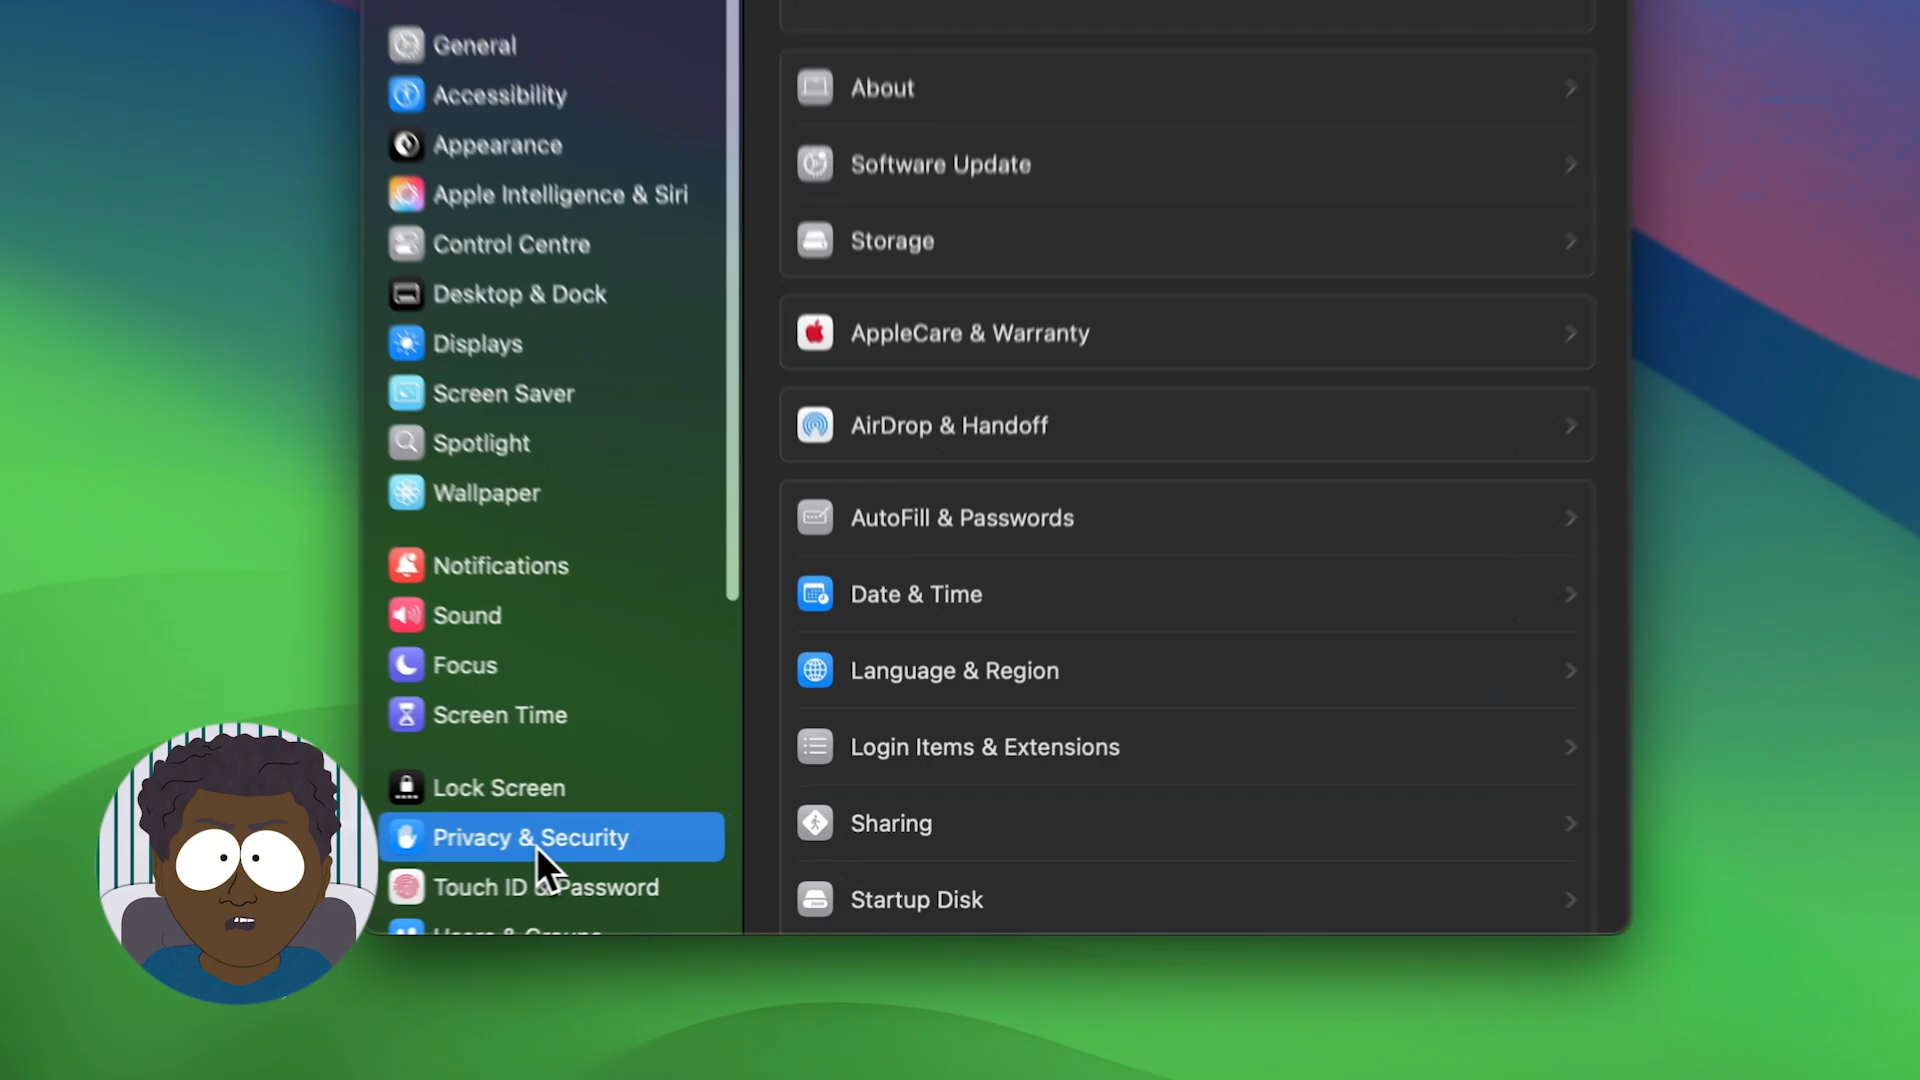 General
Accessibility
Appearance
Apple Intelligence & Siri
Control Centre
Desktop & Dock
Displays
Screen Saver
Spotlight
Wallpaper
Notifications
Sound
Focus
Screen Time
Lock Screen
Privacy & Security
Touch ID & Password
Users & Groups
About
Software Update
Storage
AppleCare & Warranty
AirDrop & Handoff
AutoFill & Passwords
Date & Time
Language & Region
Login Items & Extensions
Sharing
Startup Disk